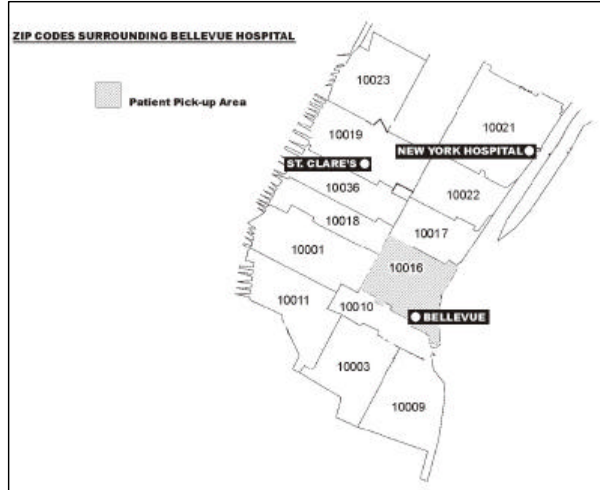 ZIP CODES SURROUNDING BELLEVUE HOSPITAL
Patient Pick-up Area
10023
10019
10021
NEW YORK HOSPITAL
ST. CLARE'S
10036
10022
10018
10017
10001
10016
10011
10010
BELLEVUE
10003
10009